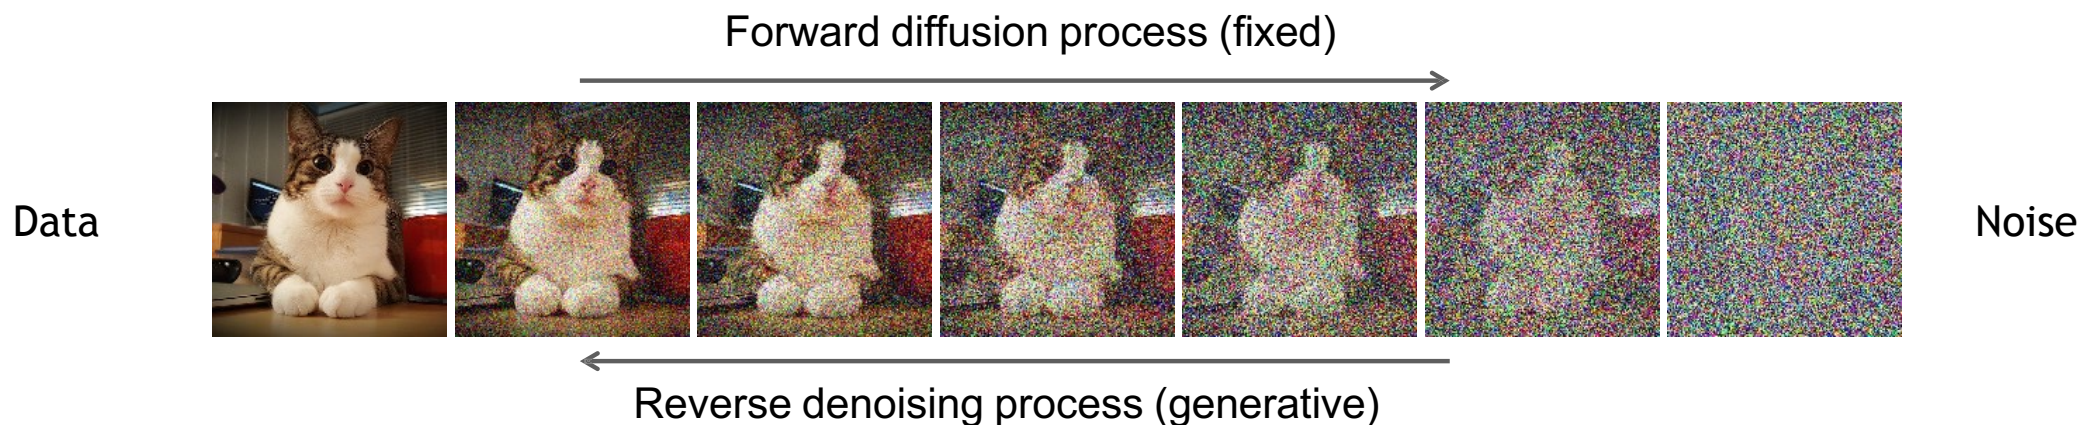 Forward diffusion process (fixed)
Data
Noise
Reverse denoising process (generative)